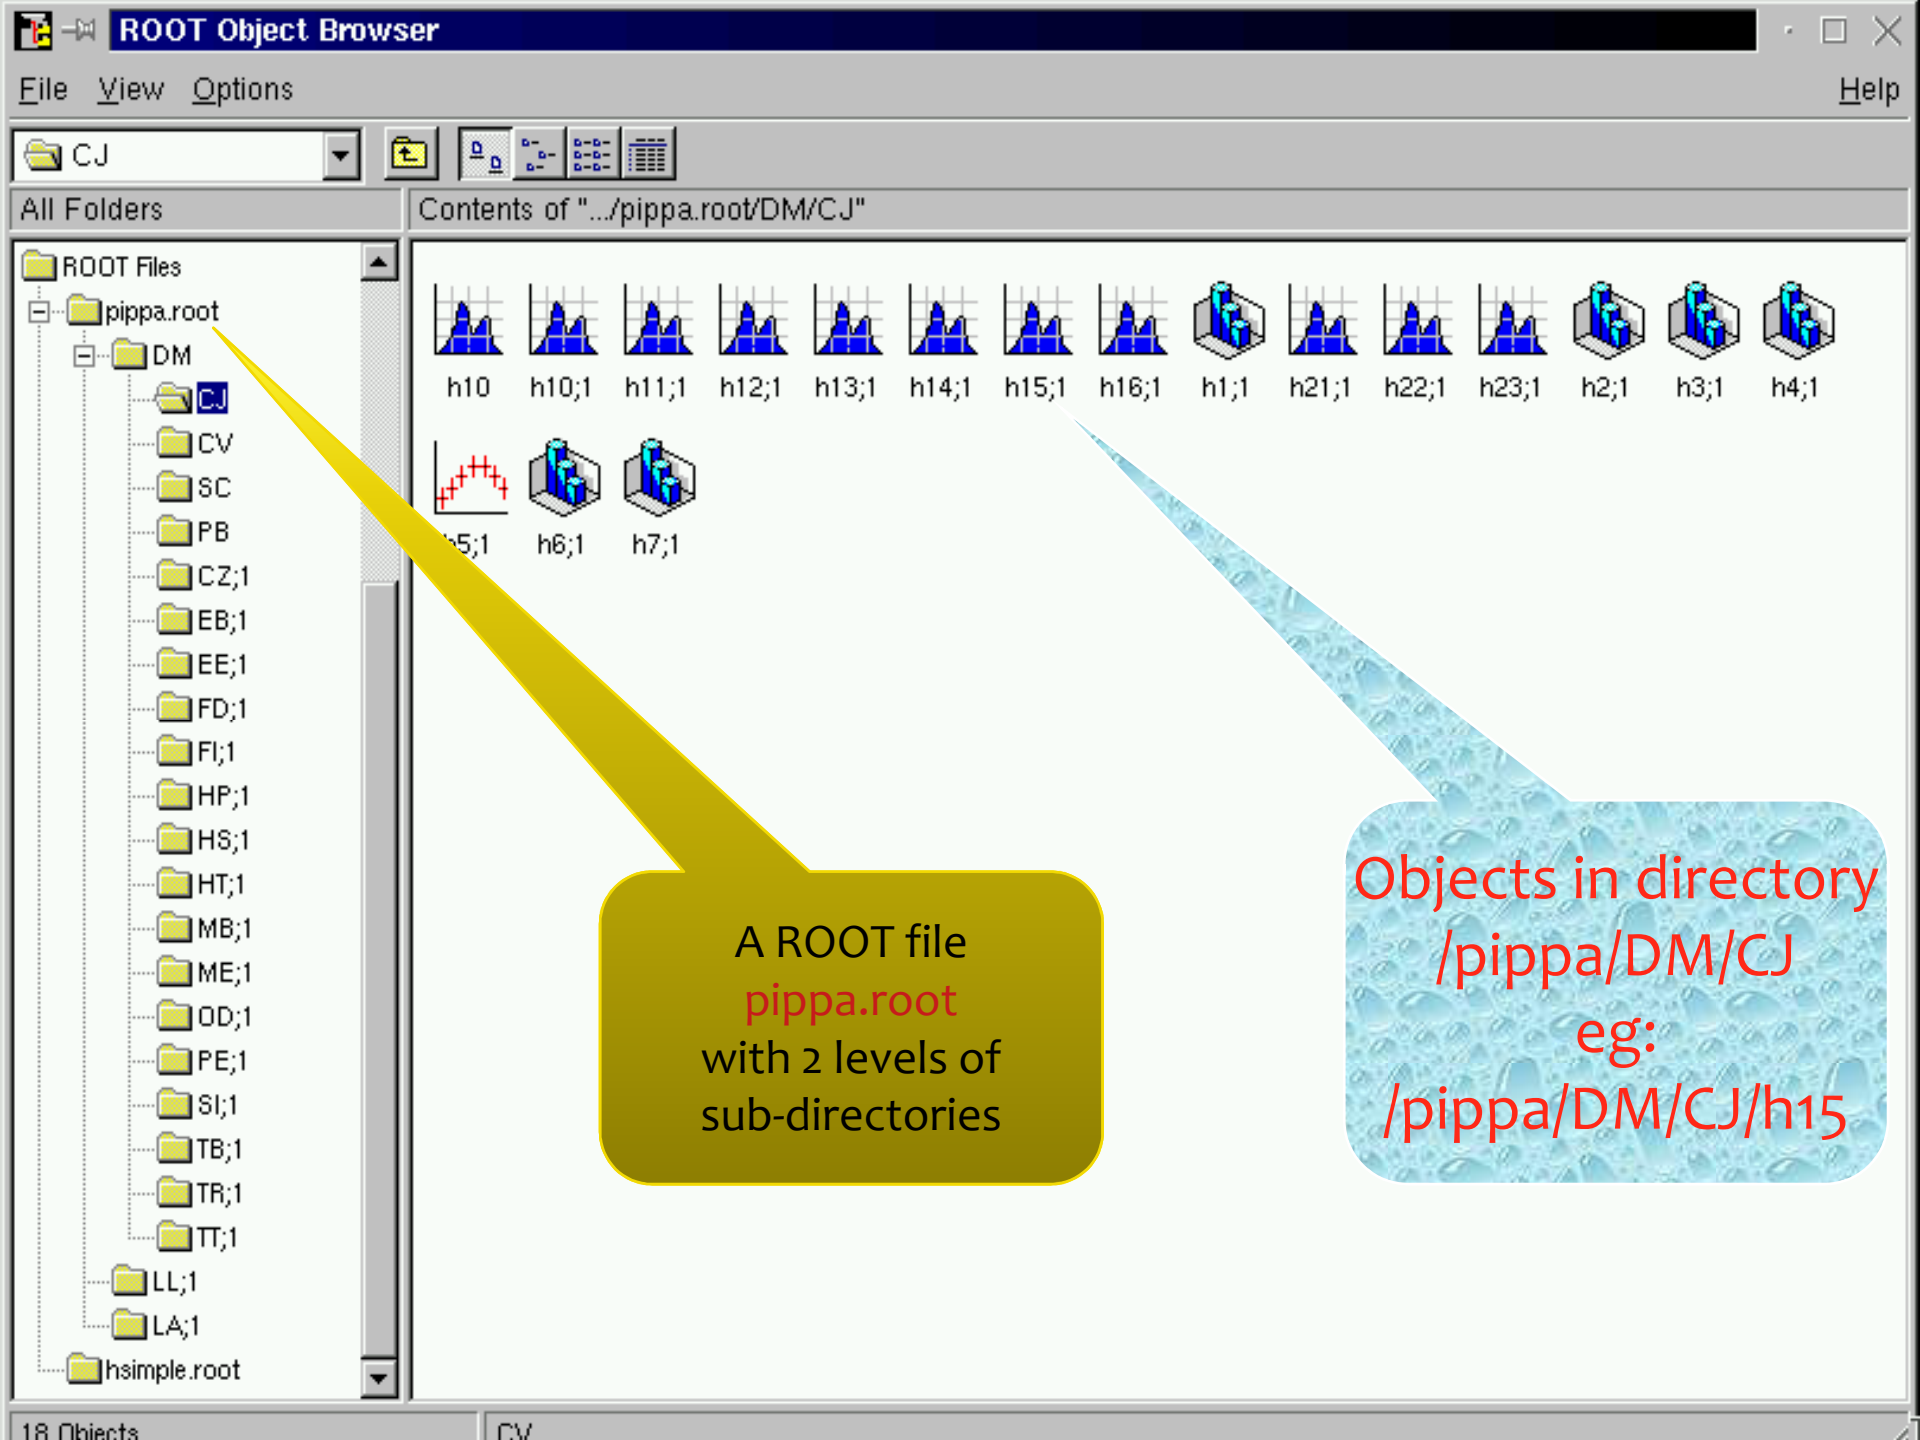 ROOT Object Browser
File View Options Help
CJ
All Folders
Contents of ".../pippa.root/DM/CJ"
ROOT Files
pippa.root
DM
CJ
CV
SC
PB
CZ;1
EB;1
EE;1
FD;1
FI;1
HP;1
HS;1
HT;1
MB;1
ME;1
OD;1
PE;1
SI;1
TB;1
TR;1
TT;1
LL;1
LA;1
hsimple.root
h10 h10;1 h11;1 h12;1 h13;1 h14;1 h15;1 h16;1 h1;1 h21;1 h22;1 h23;1 h2;1 h3;1 h4;1
h5;1 h6;1 h7;1
A ROOT file
pippa.root
with 2 levels of
sub-directories
Objects in directory
/pippa/DM/CJ
eg:
/pippa/DM/CJ/h15
18 Objects
CV